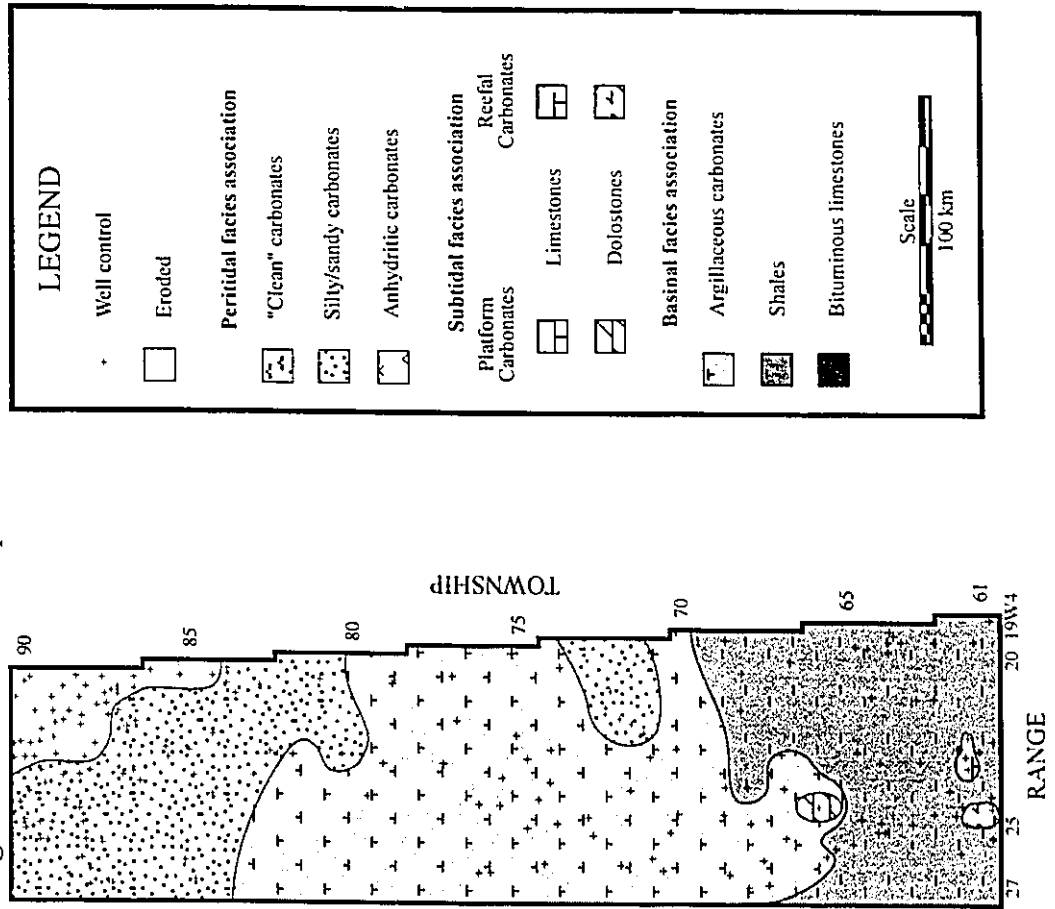 LEGEND
+ Well control
Eroded
Peritidal facies association
"Clean" carbonates
Silty/sandy carbonates
Anhydritic carbonates
Subtidal facies association
Platform Carbonates
Reefal Carbonates
Limestones
Dolostones
Basinal facies association
Argillaceous carbonates
Shales
Bituminous limestones
Scale
100 km
90
85
80
75
70
65
61
TOWNSHIP
27
25
20
19W4
RANGE